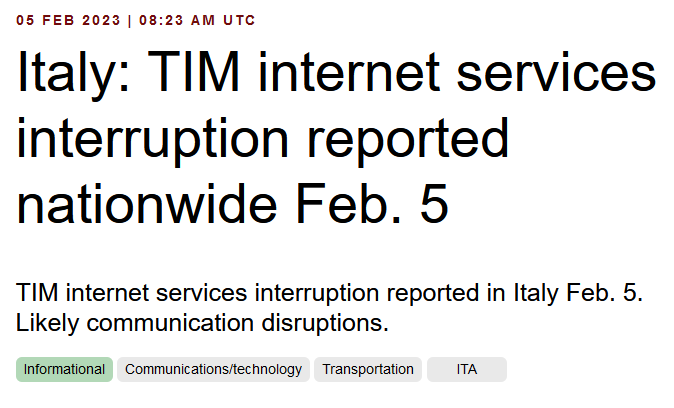 05 FEB 2023 | 08:23 AM UTC
Italy: TIM internet services
interruption reported
nationwide Feb. 5
TIM internet services interruption reported in Italy Feb. 5.
Likely communication disruptions.
Informational Communications/technology Transportation ITA